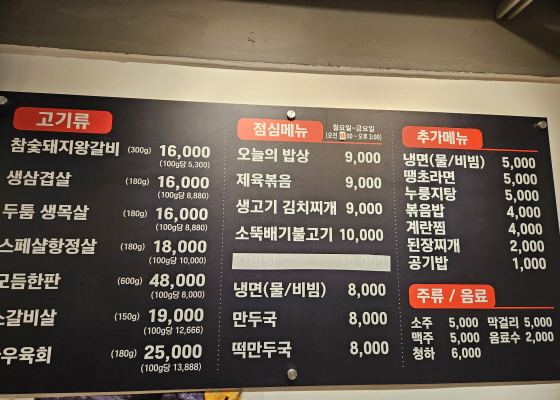 고기류
참숯돼지왕갈비 (300g) 16,000
(100g당 5,300)
생삼겹살 (180g) 16,000
(100g당 8,880)
두툼 생목살 (180g) 16,000
(100g당 8,880)
스페샬항정살 (180g) 18,000
(100g당 10,000)
모듬한판 (600g) 48,000
(100g당 8,000)
소갈비살 (150g) 19,000
(100g당 12,666)
우육회 (180g) 25,000
(100g당 13,888)
점심메뉴 월요일~금요일
(오전 :00 ~ 오후 3:00)
오늘의 밥상 9,000
제육볶음 9,000
생고기 김치찌개 9,000
소뚝배기불고기 10,000
냉면(물/비빔) 8,000
만두국 8,000
떡만두국 8,000
추가메뉴
냉면(물/비빔) 5,000
땡초라면 5,000
누룽지탕 5,000
볶음밥 4,000
계란찜 4,000
된장찌개 2,000
공기밥 1,000
주류 / 음료
소주 5,000 막걸리 5,000
맥주 5,000 음료수 2,000
청하 6,000